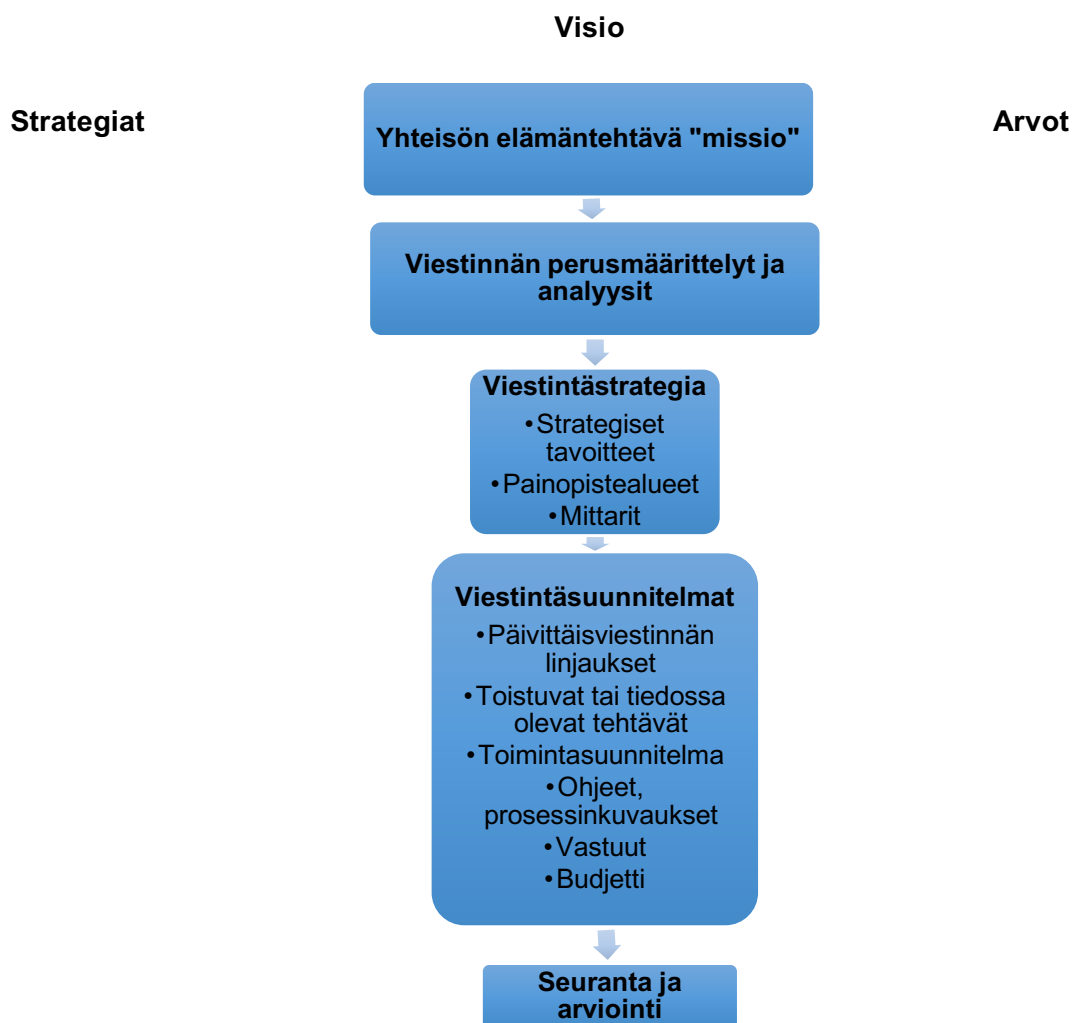 Visio
Strategiat
Yhteisön elämäntehtävä "missio"
Arvot
Viestinnän perusmäärittelyt ja
analyysit
Viestintästrategia
•Strategiset
tavoitteet
•Painopistealueet
•Mittarit
Viestintäsuunnitelmat
•Päivittäisviestinnän
linjaukset
•Toistuvat tai tiedossa
olevat tehtävät
•Toimintasuunnitelma
•Ohjeet,
prosessinkuvaukset
•Vastuut
•Budjetti
Seuranta ja
arviointi